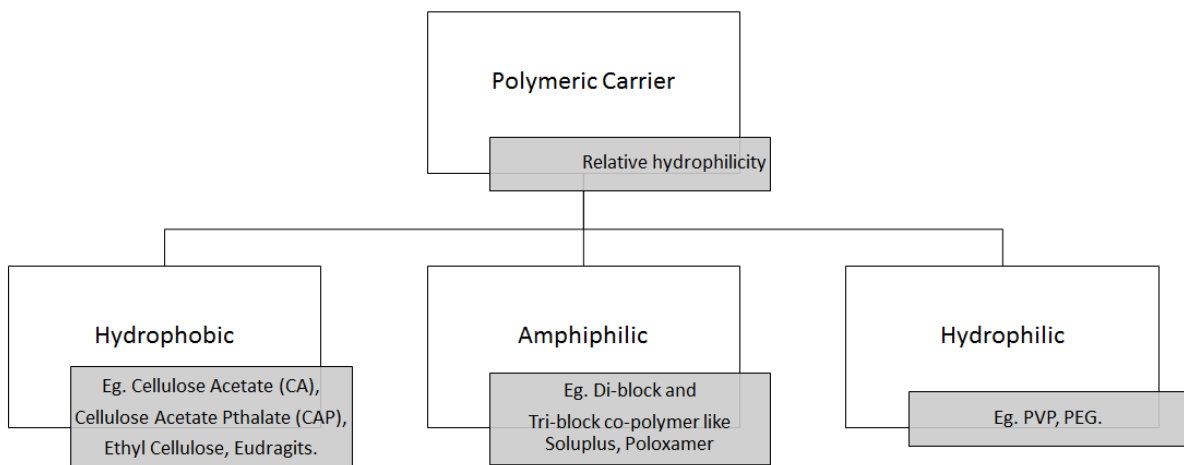 Polymeric Carrier
Relative hydrophilicity
Hydrophobic
Eg. Cellulose Acetate (CA),
Cellulose Acetate Pthalate (CAP),
Ethyl Cellulose, Eudragits.
Amphiphilic
Eg. Di-block and
Tri-block co-polymer like
Soluplus, Poloxamer
Hydrophilic
Eg. PVP, PEG.